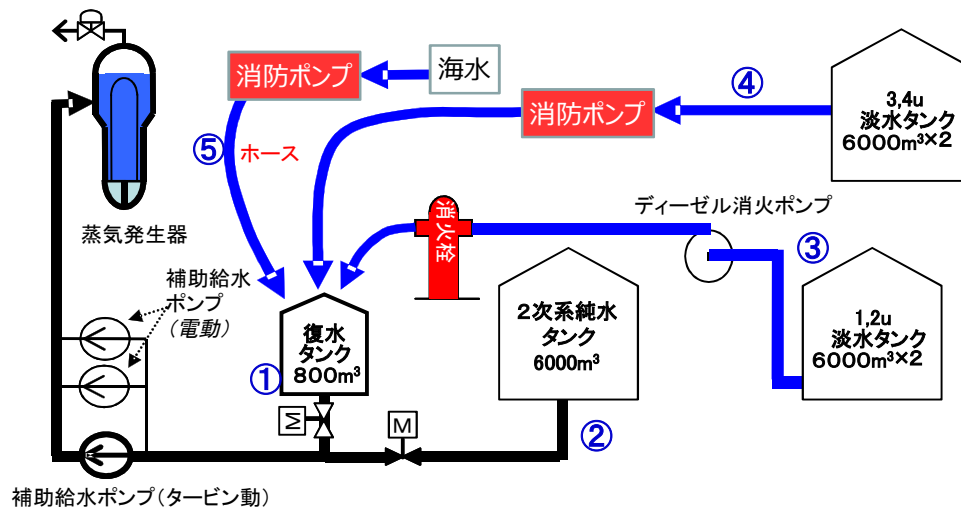 消防ポンプ
海水
④
消防ポンプ
3,4u
淡水タンク
6000m³×2
⑤
ホース
消火栓
ディーゼル消火ポンプ
蒸気発生器
③
補助給水
ポンプ
(電動)
2次系純水
タンク
6000m³
1,2u
淡水タンク
6000m³×2
復水
タンク
800m³
①
M
M
②
補助給水ポンプ(タービン動)